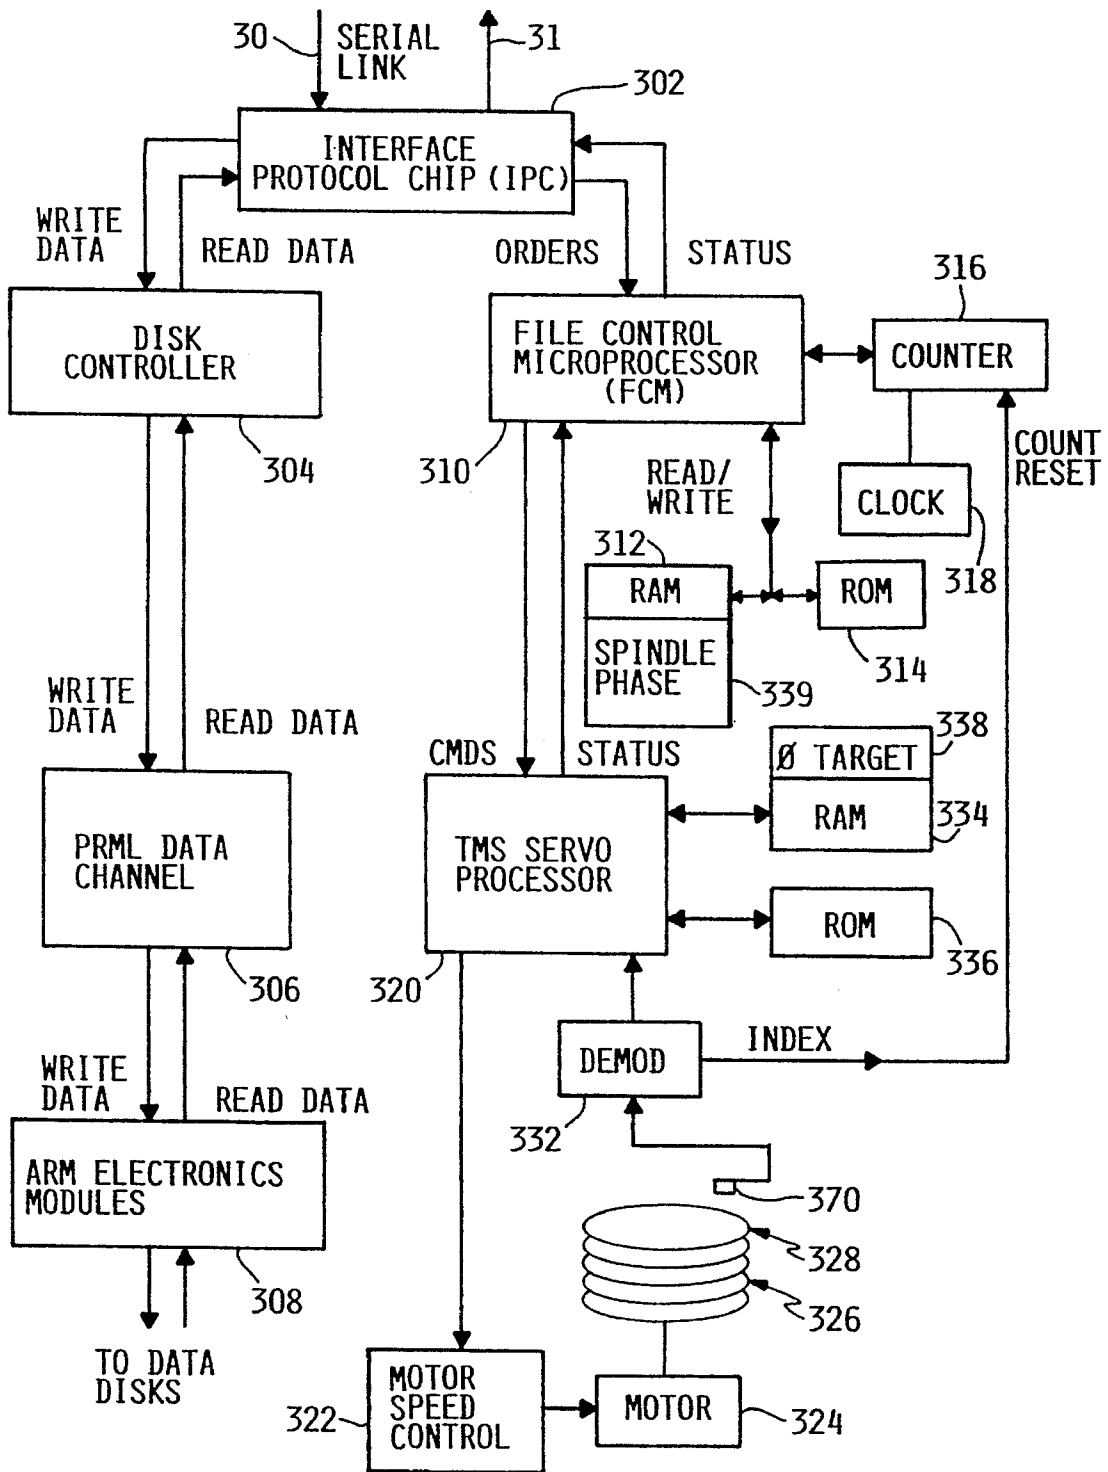 30
SERIAL
LINK
31
302
INTERFACE
PROTOCOL CHIP (IPC)
WRITE
DATA
READ DATA
ORDERS
STATUS
316
DISK
CONTROLLER
FILE CONTROL
MICROPROCESSOR
(FCM)
COUNTER
304
310
READ/
WRITE
COUNT
RESET
CLOCK
318
312
RAM
ROM
314
SPINDLE
PHASE
339
WRITE
DATA
READ DATA
CMDS
STATUS
338
Ø TARGET
RAM
334
PRML DATA
CHANNEL
TMS SERVO
PROCESSOR
ROM
336
306
320
INDEX
DEMOD
332
WRITE
DATA
READ DATA
ARM ELECTRONICS
MODULES
370
328
308
326
TO DATA
DISKS
MOTOR
SPEED
CONTROL
322
MOTOR
324